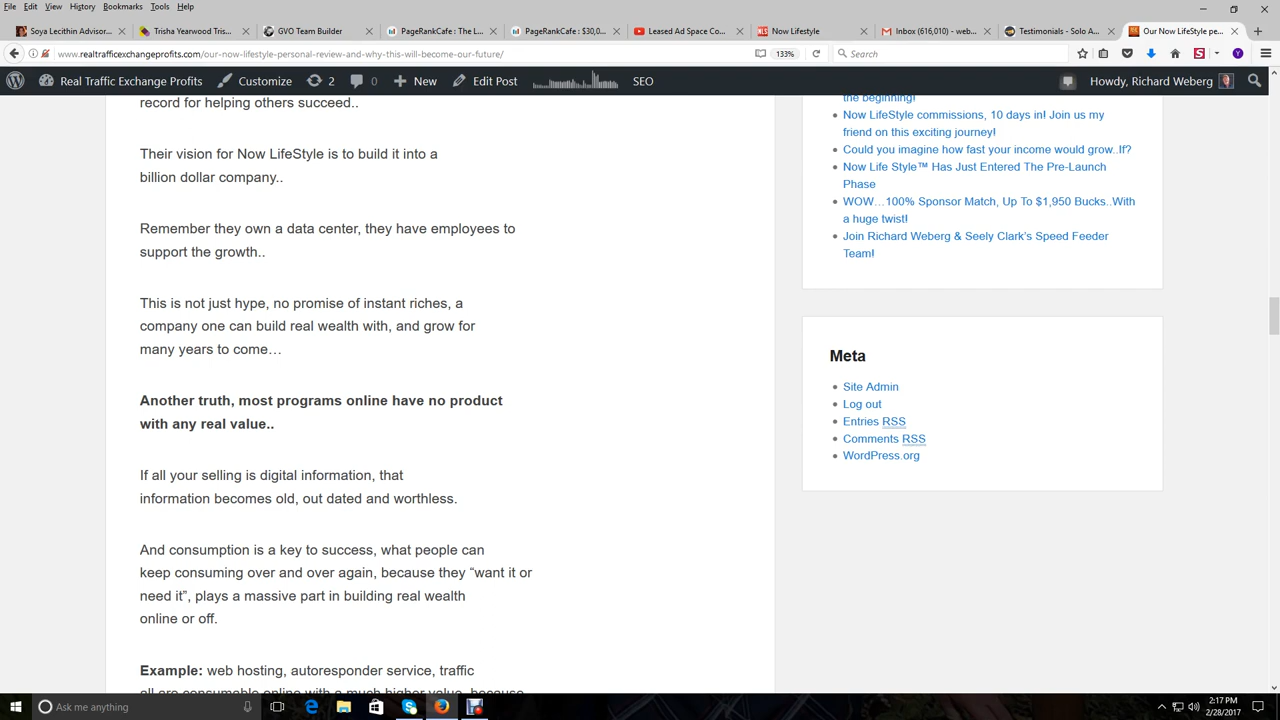 File Edit View History Bookmarks Tools Help
Soya Lecithin Advisor... Trisha Yearwood Tris... GVO Team Builder PageRankCafe : The L... PageRankCafe : $30,0... Leased Ad Space Co... Now Lifestyle Inbox (616,010) - web... Testimonials - Solo A... Our Now LifeStyle pe...
www.realtrafficexchangeprofits.com/our-now-lifestyle-personal-review-and-why-this-will-become-our-future/ 133% Search
Real Traffic Exchange Profits Customize 2 0 New Edit Post SEO Howdy, Richard Weberg
record for helping others succeed..
Their vision for Now LifeStyle is to build it into a
billion dollar company..
Remember they own a data center, they have employees to
support the growth..
This is not just hype, no promise of instant riches, a
company one can build real wealth with, and grow for
many years to come…
Another truth, most programs online have no product
with any real value..
If all your selling is digital information, that
information becomes old, out dated and worthless.
And consumption is a key to success, what people can
keep consuming over and over again, because they “want it or
need it”, plays a massive part in building real wealth
online or off.
Example: web hosting, autoresponder service, traffic
all are consumable online with a much higher value, because
the beginning!
Now LifeStyle commissions, 10 days in! Join us my
friend on this exciting journey!
Could you imagine how fast your income would grow..If?
Now Life Style™ Has Just Entered The Pre-Launch
Phase
WOW…100% Sponsor Match, Up To $1,950 Bucks..With
a huge twist!
Join Richard Weberg & Seely Clark’s Speed Feeder
Team!
Meta
Site Admin
Log out
Entries RSS
Comments RSS
WordPress.org
Ask me anything
2:17 PM
2/28/2017